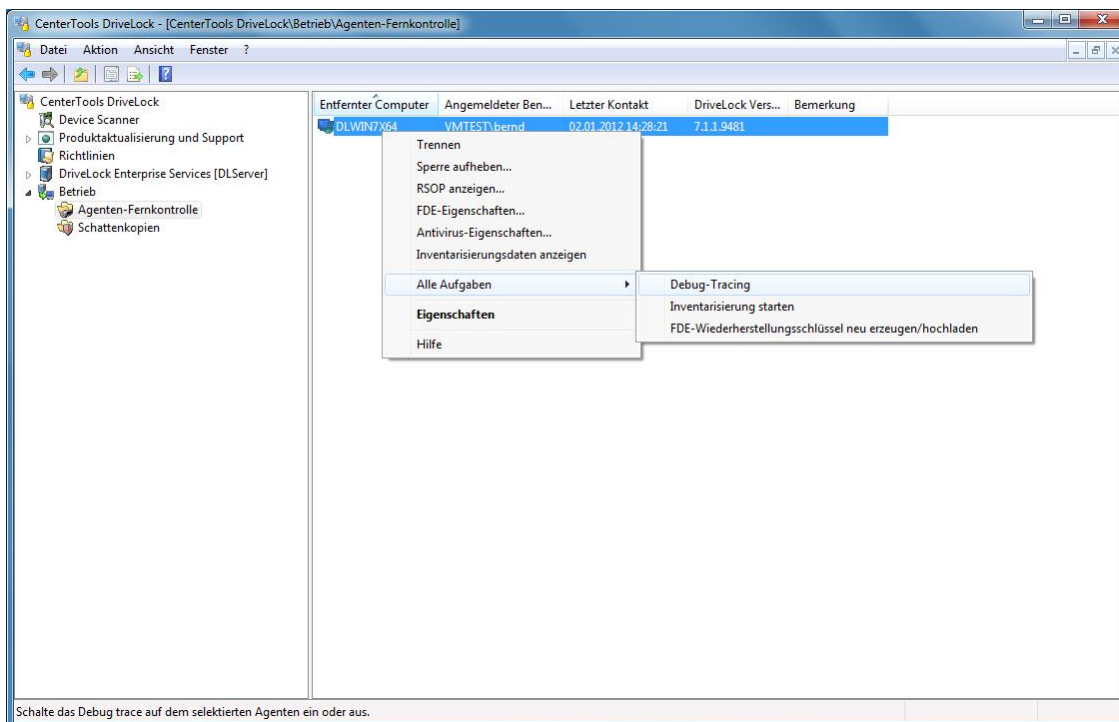 CenterTools DriveLock - [CenterTools DriveLock\Betrieb\Agenten-Fernkontrolle]
Datei Aktion Ansicht Fenster ?
CenterTools DriveLock
Device Scanner
Produktaktualisierung und Support
Richtlinien
DriveLock Enterprise Services [DLServer]
Betrieb
Agenten-Fernkontrolle
Schattenkopien
Entfernter Computer Angemeldeter Ben... Letzter Kontakt DriveLock Vers... Bemerkung
DLWIN7X64 VMTEST\bernd 02.01.2012 14:28:21 7.1.1.9481
Trennen
Sperre aufheben...
RSOP anzeigen...
FDE-Eigenschaften...
Antivirus-Eigenschaften...
Inventarisierungsdaten anzeigen
Alle Aufgaben
Eigenschaften
Hilfe
Debug-Tracing
Inventarisierung starten
FDE-Wiederherstellungsschlüssel neu erzeugen/hochladen
Schalte das Debug trace auf dem selektierten Agenten ein oder aus.